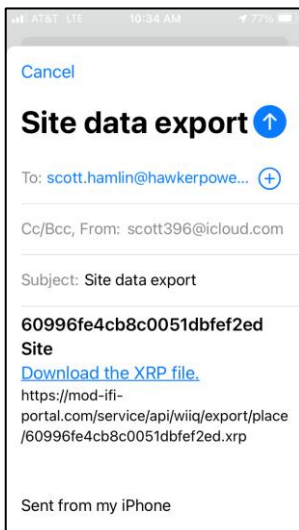 AT&T LTE 10:34 AM 77%
Cancel
Site data export
To: scott.hamlin@hawkerpowe...
Cc/Bcc, From: scott396@icloud.com
Subject: Site data export
60996fe4cb8c0051dbfef2ed
Site
Download the XRP file.
https://mod-ifi-
portal.com/service/api/wiiq/export/place
/60996fe4cb8c0051dbfef2ed.xrp
Sent from my iPhone